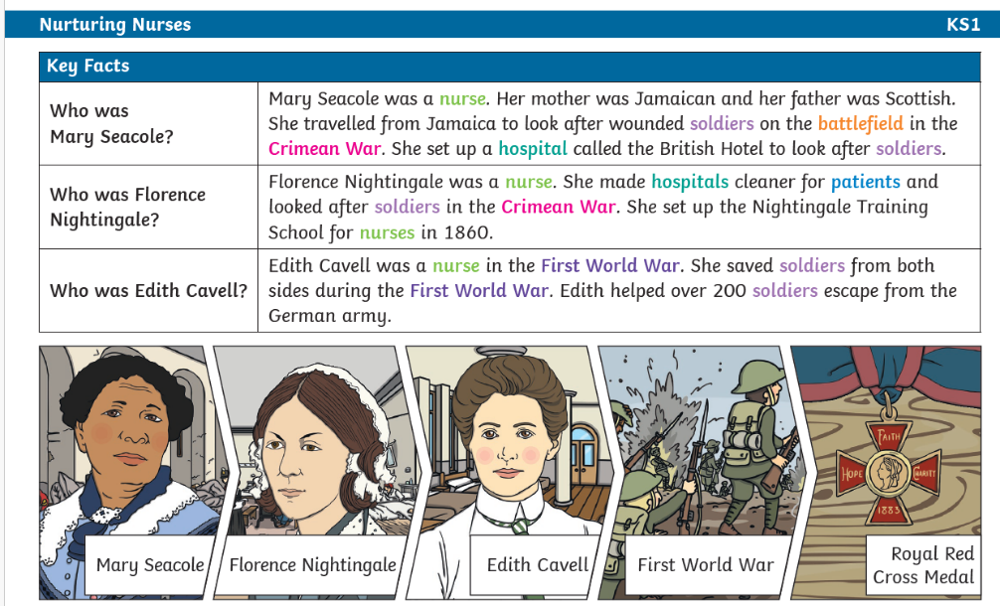 Nurturing Nurses KS1
Key Facts
Who was
Mary Seacole?
Mary Seacole was a nurse. Her mother was Jamaican and her father was Scottish.
She travelled from Jamaica to look after wounded soldiers on the battlefield in the
Crimean War. She set up a hospital called the British Hotel to look after soldiers.
Who was Florence
Nightingale?
Florence Nightingale was a nurse. She made hospitals cleaner for patients and
looked after soldiers in the Crimean War. She set up the Nightingale Training
School for nurses in 1860.
Who was Edith Cavell?
Edith Cavell was a nurse in the First World War. She saved soldiers from both
sides during the First World War. Edith helped over 200 soldiers escape from the
German army.
Mary Seacole
Florence Nightingale
Edith Cavell
First World War
FAITH
HOPE
CHARITY
1883
Royal Red
Cross Medal